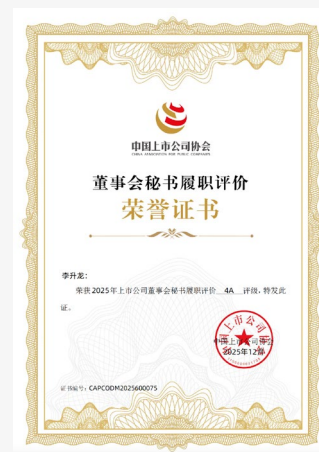 中国上市公司协会
CHINA ASSOCIATION FOR PUBLIC COMPANIES
董事会秘书履职评价
荣誉证书
李升龙:
荣获2025年上市公司董事会秘书履职评价 4A 评级,特发此
证。
中国上市公司协会
2025年12月
证书编号:CAPCODM2025600075